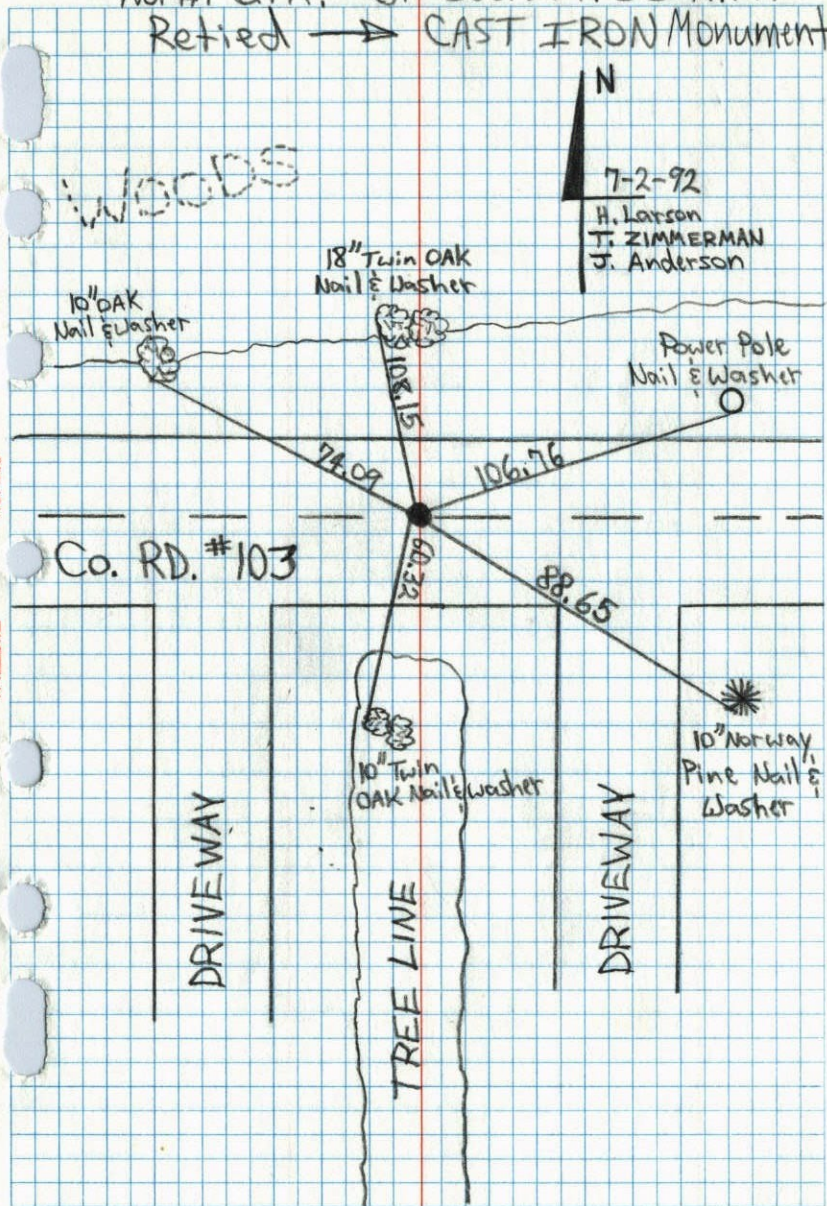 Retied → CAST IRON Monument
N
WOODS
7-2-92
H. Larson
T. ZIMMERMAN
J. Anderson
18" Twin OAK
Nail & Washer
10" OAK
Nail & Washer
Power Pole
Nail & Washer
108.15
74.09
106.76
Co. RD. #103
60.32
88.65
10" Twin
OAK Nail & Washer
10" Norway
Pine Nail &
Washer
DRIVEWAY
TREE LINE
DRIVEWAY